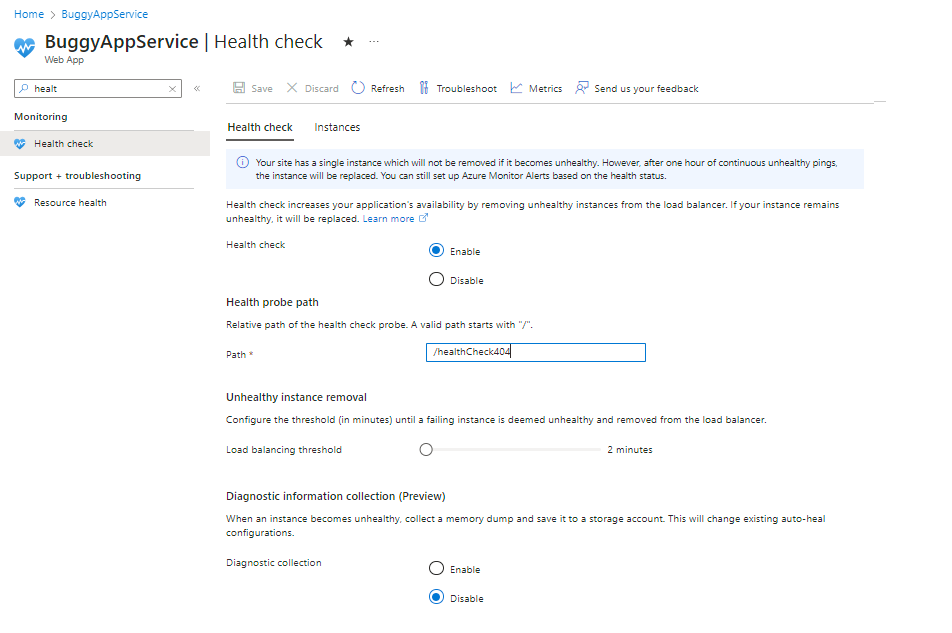 Home > BuggyAppService
BuggyAppService | Health check ★ ...
Web App
healt
Save Discard Refresh Troubleshoot Metrics Send us your feedback
Monitoring
Health check
Support + troubleshooting
Resource health
Health check Instances
Your site has a single instance which will not be removed if it becomes unhealthy. However, after one hour of continuous unhealthy pings,
the instance will be replaced. You can still set up Azure Monitor Alerts based on the health status.
Health check increases your application's availability by removing unhealthy instances from the load balancer. If your instance remains
unhealthy, it will be replaced. Learn more
Health check
Enable
Disable
Health probe path
Relative path of the health check probe. A valid path starts with "/".
Path * /healthCheck404
Unhealthy instance removal
Configure the threshold (in minutes) until a failing instance is deemed unhealthy and removed from the load balancer.
Load balancing threshold 2 minutes
Diagnostic information collection (Preview)
When an instance becomes unhealthy, collect a memory dump and save it to a storage account. This will change existing auto-heal
configurations.
Diagnostic collection
Enable
Disable